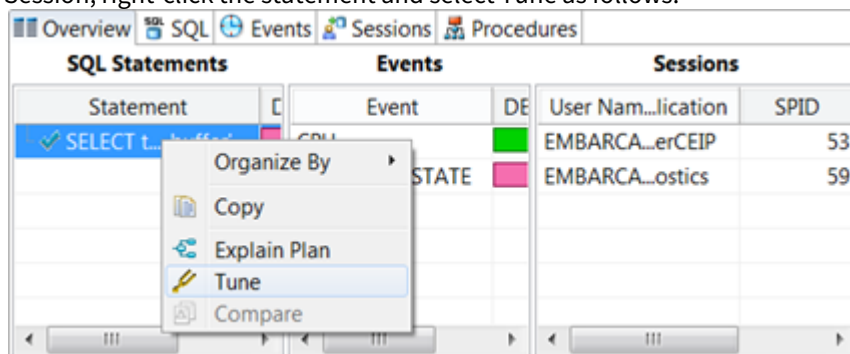 Session, right-click the statement and select Tune as follows:
Overview SQL Events Sessions Procedures
SQL Statements Events Sessions
Statement D Event DE User Nam...lication SPID
SELECT t...buffer' CPU EMBARCA...erCEIP 53
Organize By STATE EMBARCA...ostics 59
Copy
Explain Plan
Tune
Compare